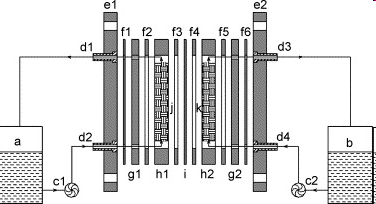 e1 e2
f1 f2 f3 f4 f5 f6
d1 d3
j k
a b
d2 d4
g1 h1 i h2 g2
c1 c2